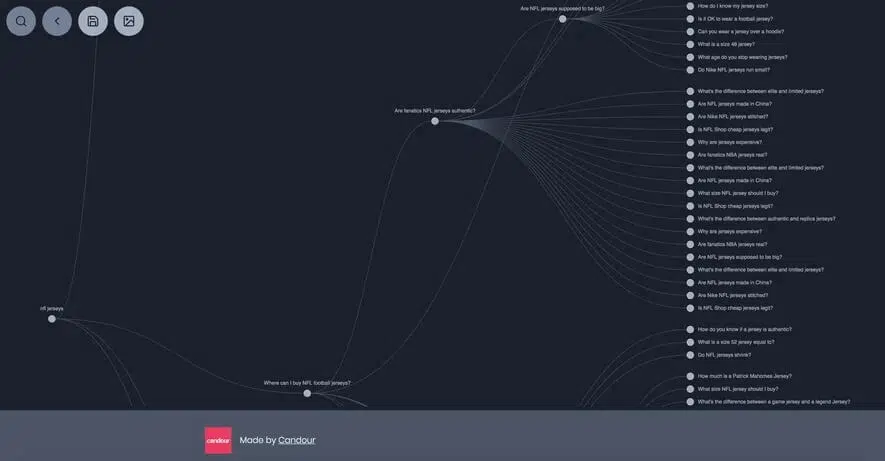 Are NFL jerseys supposed to be big?
How do I know my jersey size?
Is it OK to wear a football jersey?
Can you wear a jersey over a hoodie?
What is a size 48 jersey?
What age do you stop wearing jerseys?
Do Nike NFL jerseys run small?
Are fanatics NFL jerseys authentic?
What's the difference between elite and limited jerseys?
Are NFL jerseys made in China?
Are Nike NFL jerseys stitched?
Is NFL Shop cheap jerseys legit?
Why are jerseys expensive?
Are fanatics NBA jerseys real?
What's the difference between elite and limited jerseys?
Are NFL jerseys made in China?
What size NFL jersey should I buy?
Is NFL Shop cheap jerseys legit?
What's the difference between authentic and replica jerseys?
Why are jerseys expensive?
Are fanatics NBA jerseys real?
Are NFL jerseys supposed to be big?
What's the difference between elite and limited jerseys?
Are NFL jerseys made in China?
Are Nike NFL jerseys stitched?
Is NFL Shop cheap jerseys legit?
nfl jerseys
How do you know if a jersey is authentic?
What is a size 52 jersey equal to?
Do NFL jerseys shrink?
Where can I buy NFL football jerseys?
How much is a Patrick Mahomes Jersey?
What size NFL jersey should I buy?
What's the difference between a game jersey and a legend Jersey?
candour
Made by Candour